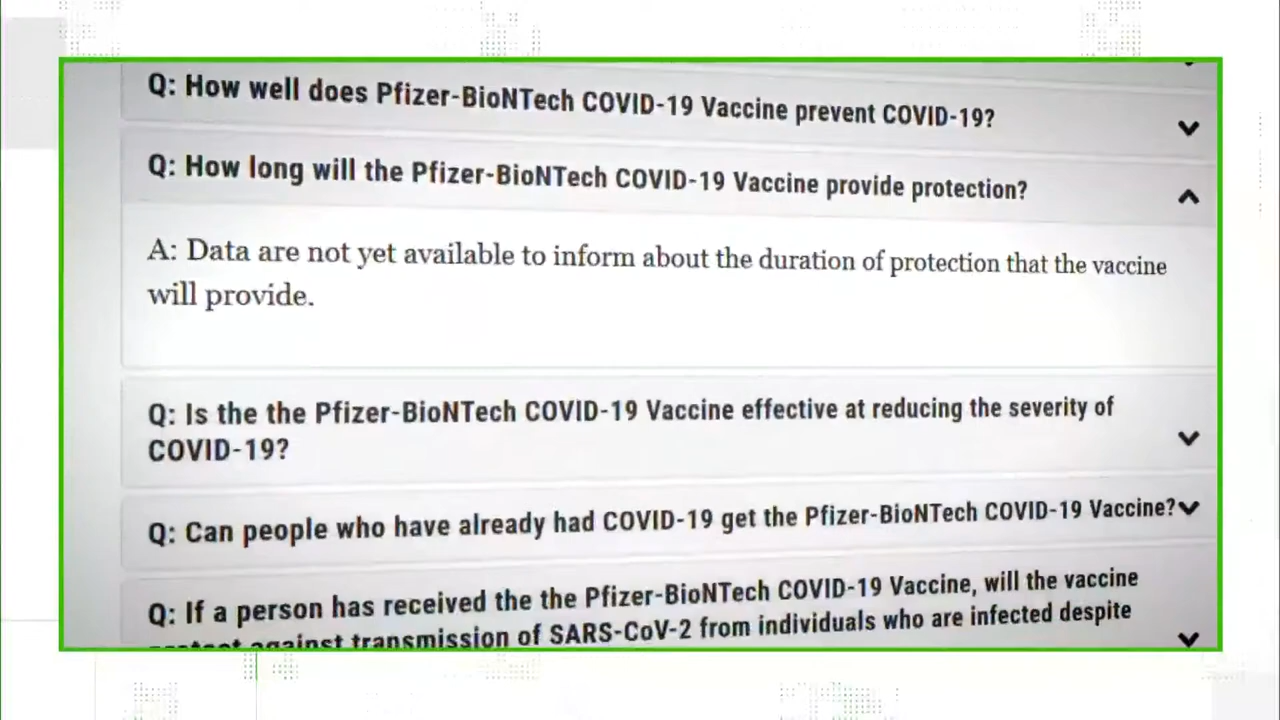 Q: How well does Pfizer-BioNTech COVID-19 Vaccine prevent COVID-19?
Q: How long will the Pfizer-BioNTech COVID-19 Vaccine provide protection?
A: Data are not yet available to inform about the duration of protection that the vaccine
will provide.
Q: Is the the Pfizer-BioNTech COVID-19 Vaccine effective at reducing the severity of
COVID-19?
Q: Can people who have already had COVID-19 get the Pfizer-BioNTech COVID-19 Vaccine?
Q: If a person has received the the Pfizer-BioNTech COVID-19 Vaccine, will the vaccine
protect against transmission of SARS-CoV-2 from individuals who are infected despite